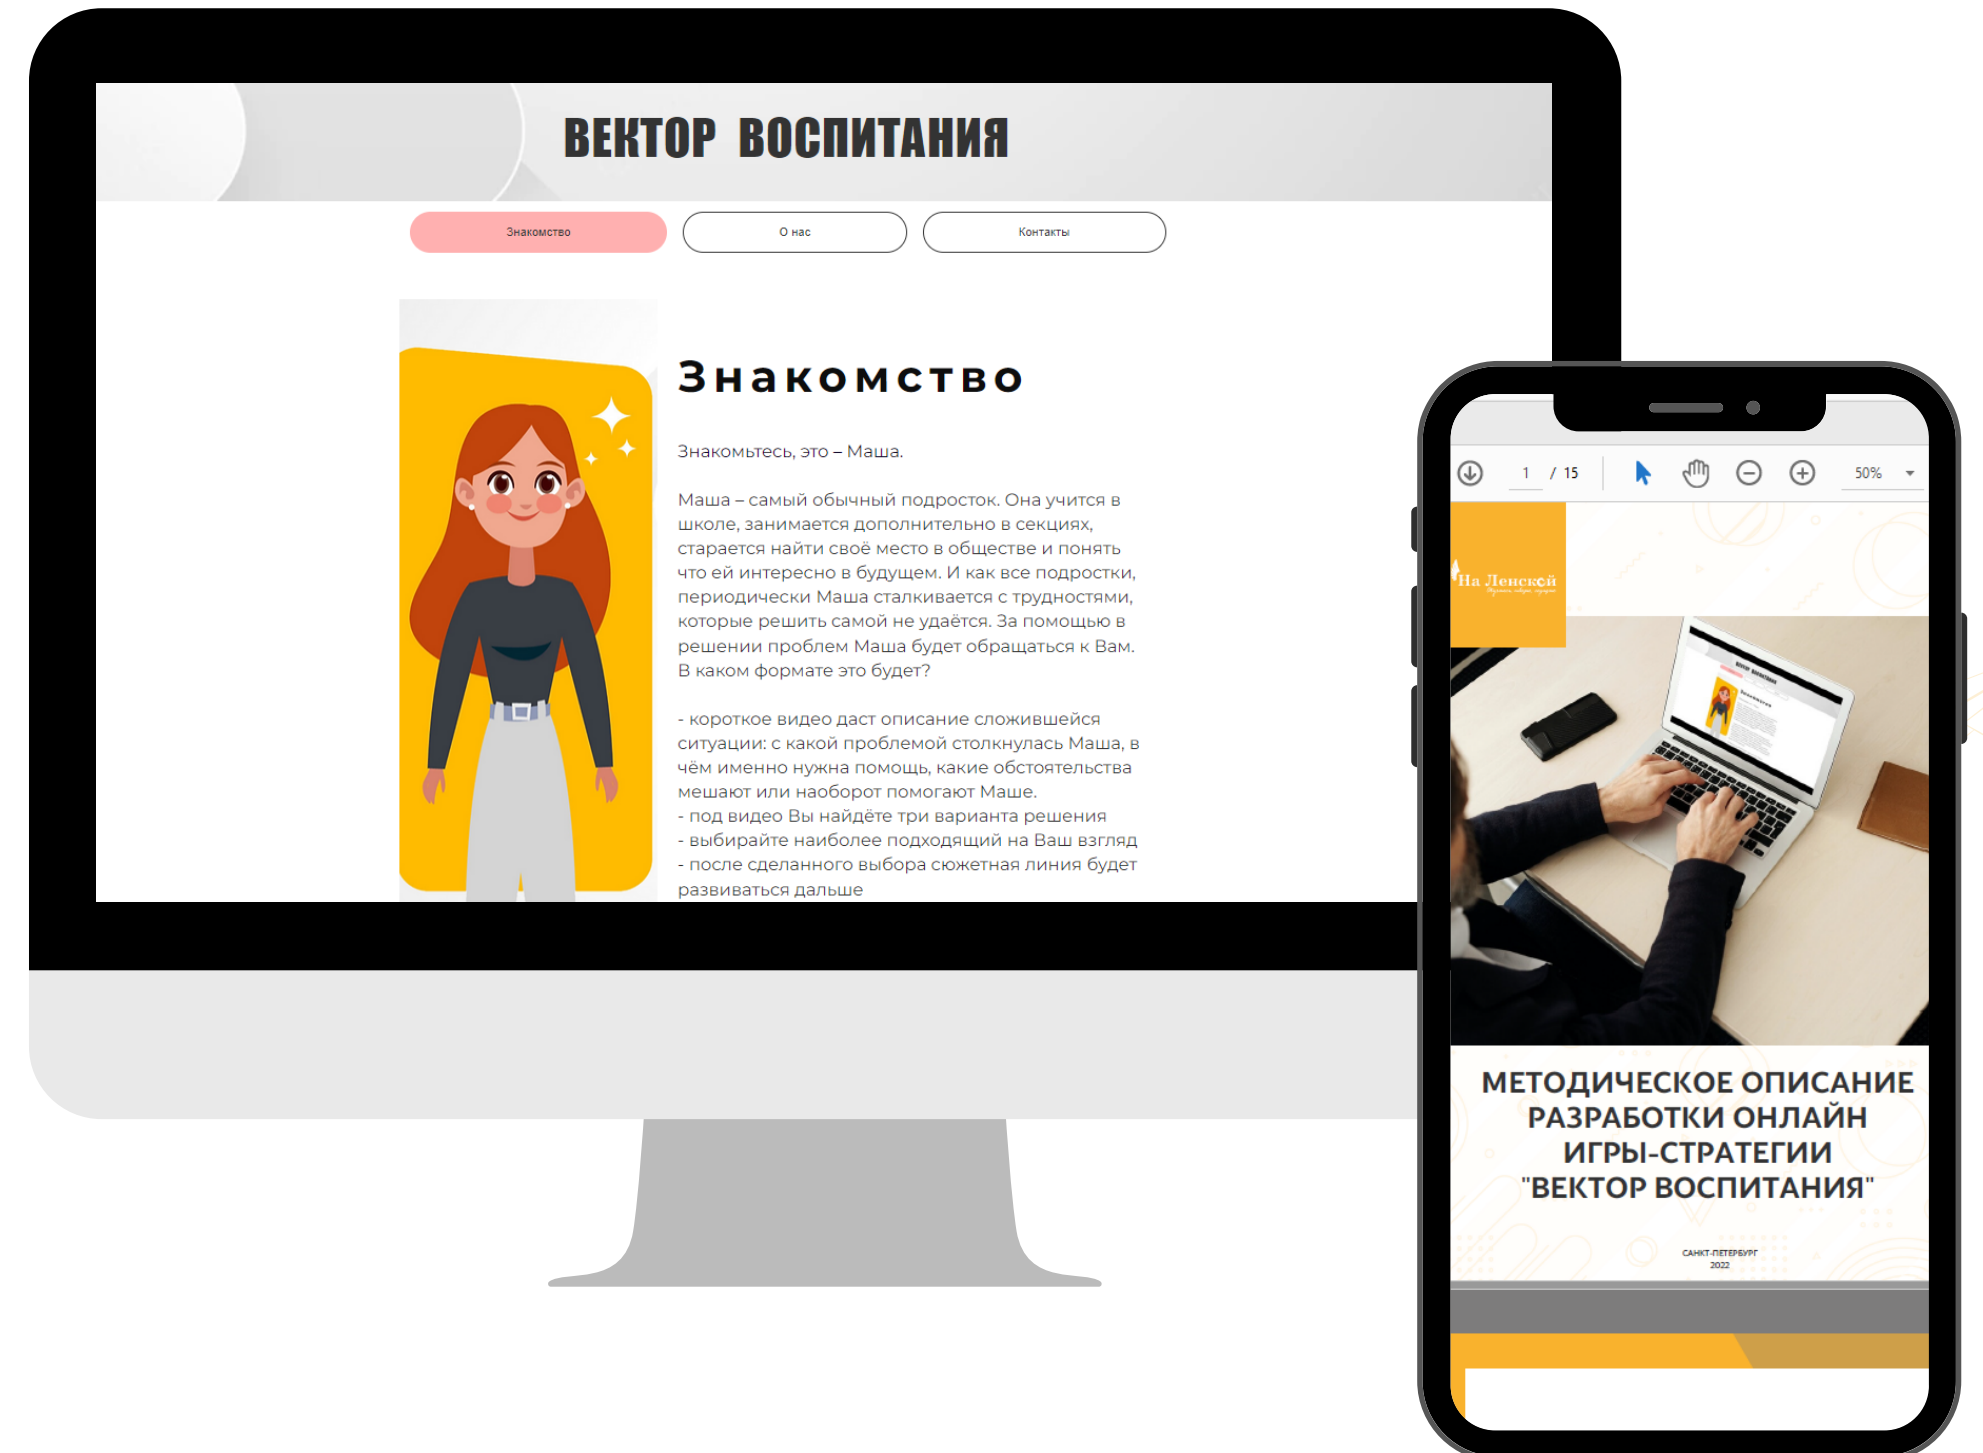 ВЕКТОР ВОСПИТАНИЯ
Знакомство
О нас
Контакты
Знакомство
Знакомьтесь, это – Маша.
Маша – самый обычный подросток. Она учится в
школе, занимается дополнительно в секциях,
старается найти своё место в обществе и понять
что ей интересно в будущем. И как все подростки,
периодически Маша сталкивается с трудностями,
которые решить самой не удаётся. За помощью в
решении проблем Маша будет обращаться к Вам.
В каком формате это будет?
- короткое видео даст описание сложившейся
ситуации: с какой проблемой столкнулась Маша, в
чём именно нужна помощь, какие обстоятельства
мешают или наоборот помогают Маше.
- под видео Вы найдёте три варианта решения
- выбирайте наиболее подходящий на Ваш взгляд
- после сделанного выбора сюжетная линия будет
развиваться дальше
1 / 15
50%
На Ленской
ВЕКТОР ВОСПИТАНИЯ
Знакомство
МЕТОДИЧЕСКОЕ ОПИСАНИЕ
РАЗРАБОТКИ ОНЛАЙН
ИГРЫ-СТРАТЕГИИ
"ВЕКТОР ВОСПИТАНИЯ"
САНКТ-ПЕТЕРБУРГ
2022